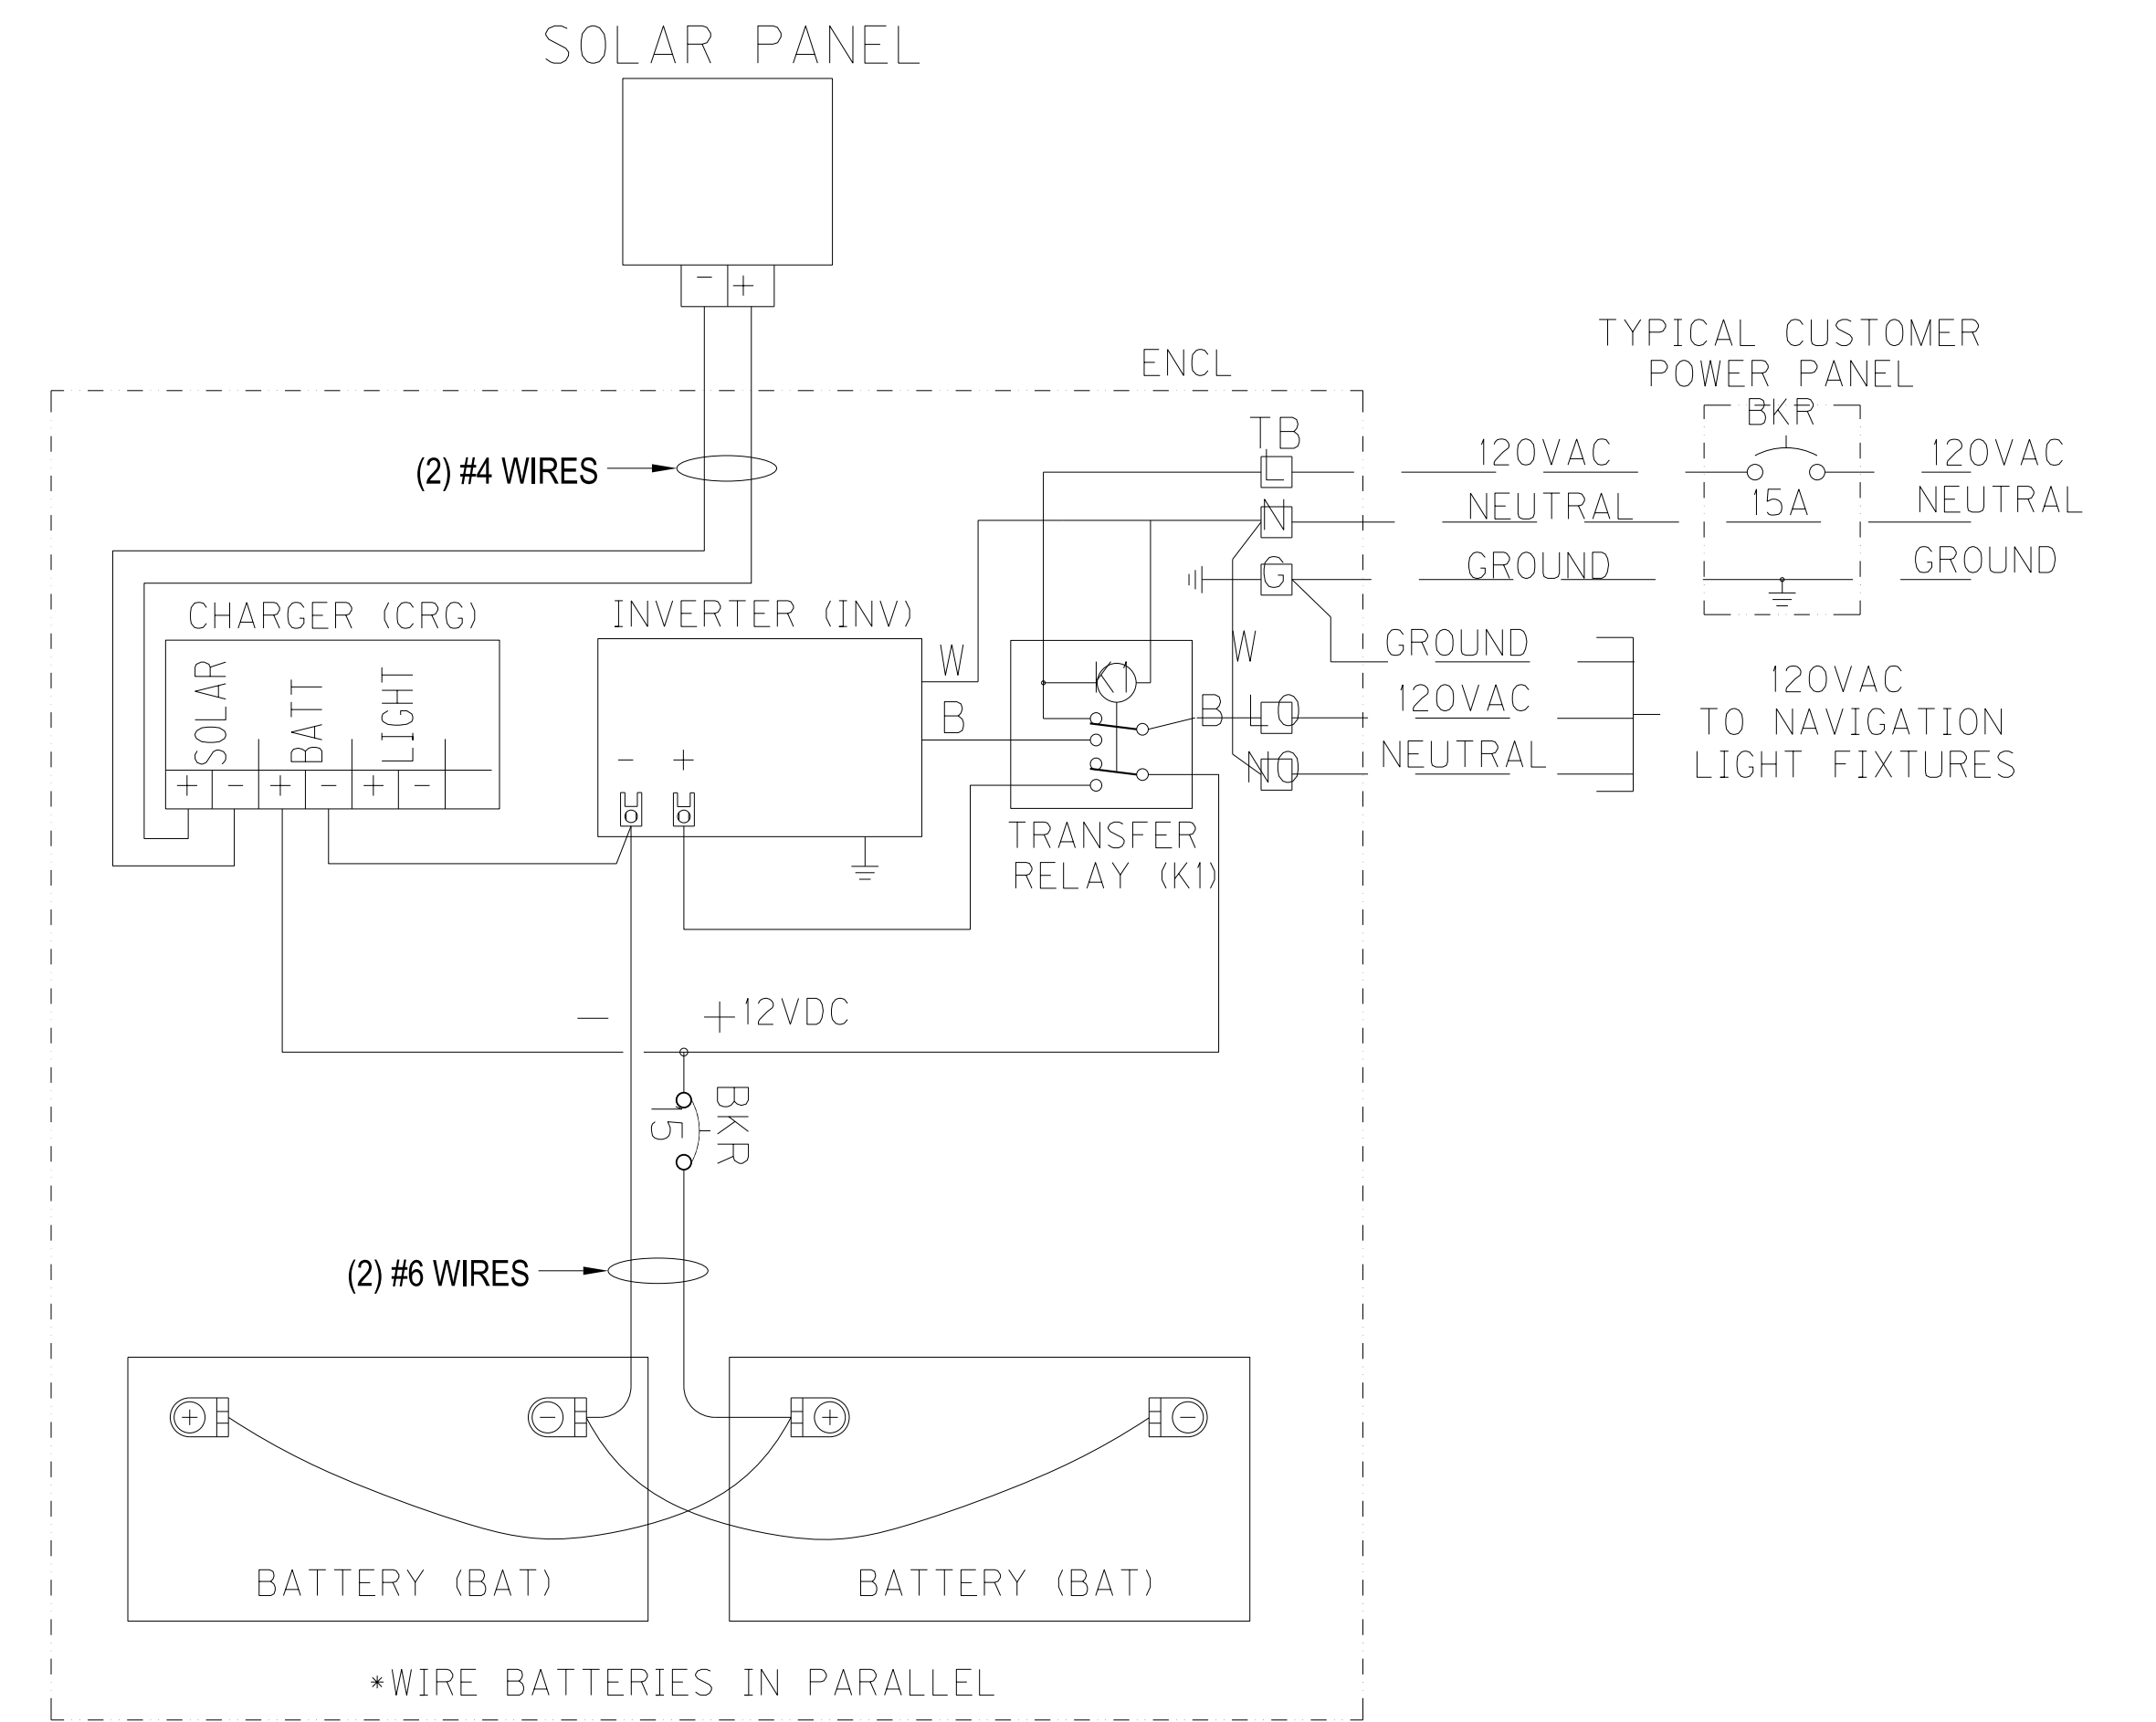 SOLAR PANEL
- +
ENCL
TYPICAL CUSTOMER
POWER PANEL
BKR
15A
120VAC
NEUTRAL
GROUND
120VAC
NEUTRAL
GROUND
TB
L
N
G
(2) #4 WIRES
CHARGER (CRG)
SOLAR
BATT
LIGHT
+ - + - + -
INVERTER (INV)
W
B
- +
K1
TRANSFER
RELAY (K1)
W
B
LO
NO
GROUND
120VAC
NEUTRAL
120VAC
TO NAVIGATION
LIGHT FIXTURES
- +12VDC
BKR
15
(2) #6 WIRES
+ - + -
BATTERY (BAT)
BATTERY (BAT)
*WIRE BATTERIES IN PARALLEL